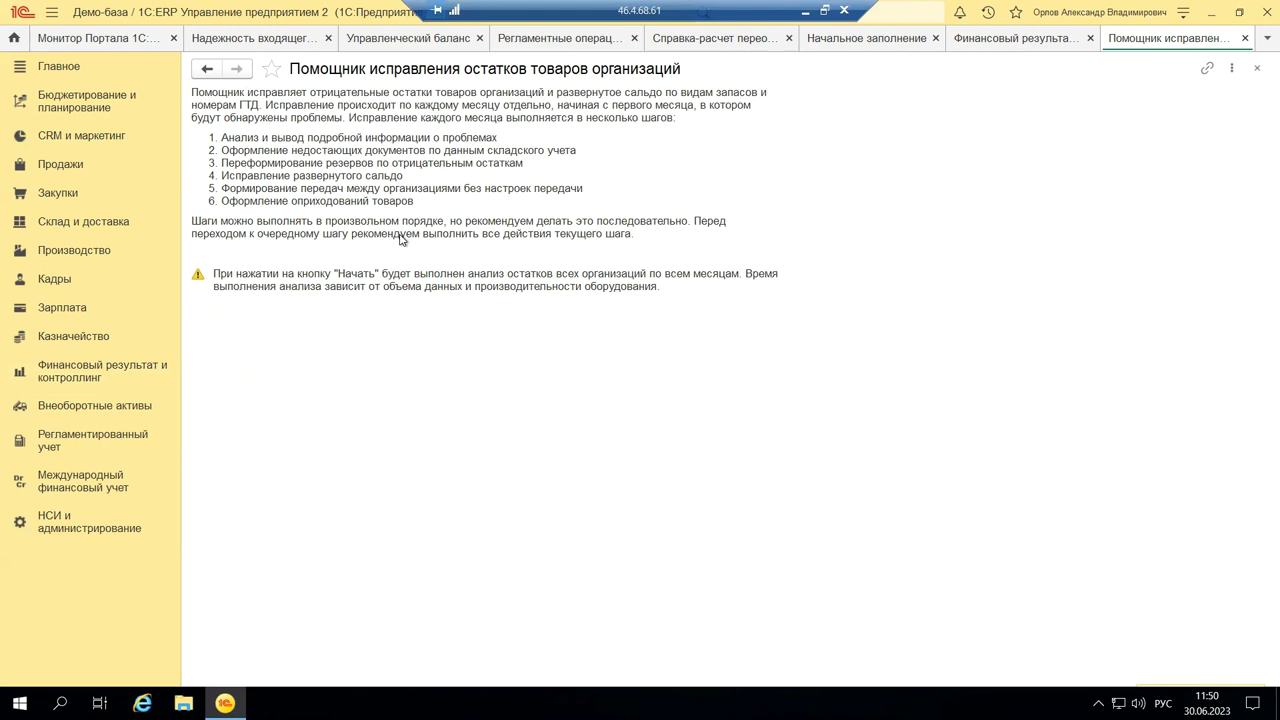 Демо-база / 1С:ERP Управление предприятием 2 (1С:Предприяти
46.4.68.61
Орлов Александр Владимирович
Монитор Портала 1С:...
Надежность входящег...
Управленческий баланс
Регламентные операц...
Справка-расчет перео...
Начальное заполнение
Финансовый результа...
Помощник исправлен...
Главное
Бюджетирование и
планирование
CRM и маркетинг
Продажи
Закупки
Склад и доставка
Производство
Кадры
Зарплата
Казначейство
Финансовый результат и
контроллинг
Внеоборотные активы
Регламентированный
учет
Dr
Cr
Международный
финансовый учет
НСИ и
администрирование
Помощник исправления остатков товаров организаций
Помощник исправляет отрицательные остатки товаров организаций и развернутое сальдо по видам запасов и
номерам ГТД. Исправление происходит по каждому месяцу отдельно, начиная с первого месяца, в котором
будут обнаружены проблемы. Исправление каждого месяца выполняется в несколько шагов:
1. Анализ и вывод подробной информации о проблемах
2. Оформление недостающих документов по данным складского учета
3. Переформирование резервов по отрицательным остаткам
4. Исправление развернутого сальдо
5. Формирование передач между организациями без настроек передачи
6. Оформление оприходований товаров
Шаги можно выполнять в произвольном порядке, но рекомендуем делать это последовательно. Перед
переходом к очередному шагу рекомендуем выполнить все действия текущего шага.
При нажатии на кнопку "Начать" будет выполнен анализ остатков всех организаций по всем месяцам. Время
выполнения анализа зависит от объема данных и производительности оборудования.
РУС
11:50
30.06.2023